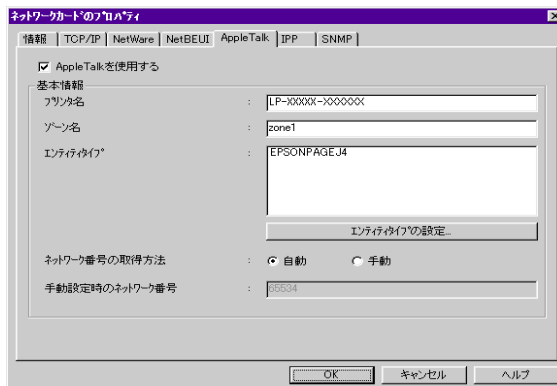 ネットワークカードのプロパティ
情報 TCP/IP NetWare NetBEUI AppleTalk IPP SNMP
AppleTalkを使用する
基本情報
プリンタ名 : LP-XXXXX-XXXXXX
ゾーン名 : zone1
エンティティタイプ : EPSONPAGEJ4
エンティティタイプの設定...
ネットワーク番号の取得方法 : 自動 手動
手動設定時のネットワーク番号 : 65534
OK キャンセル ヘルプ